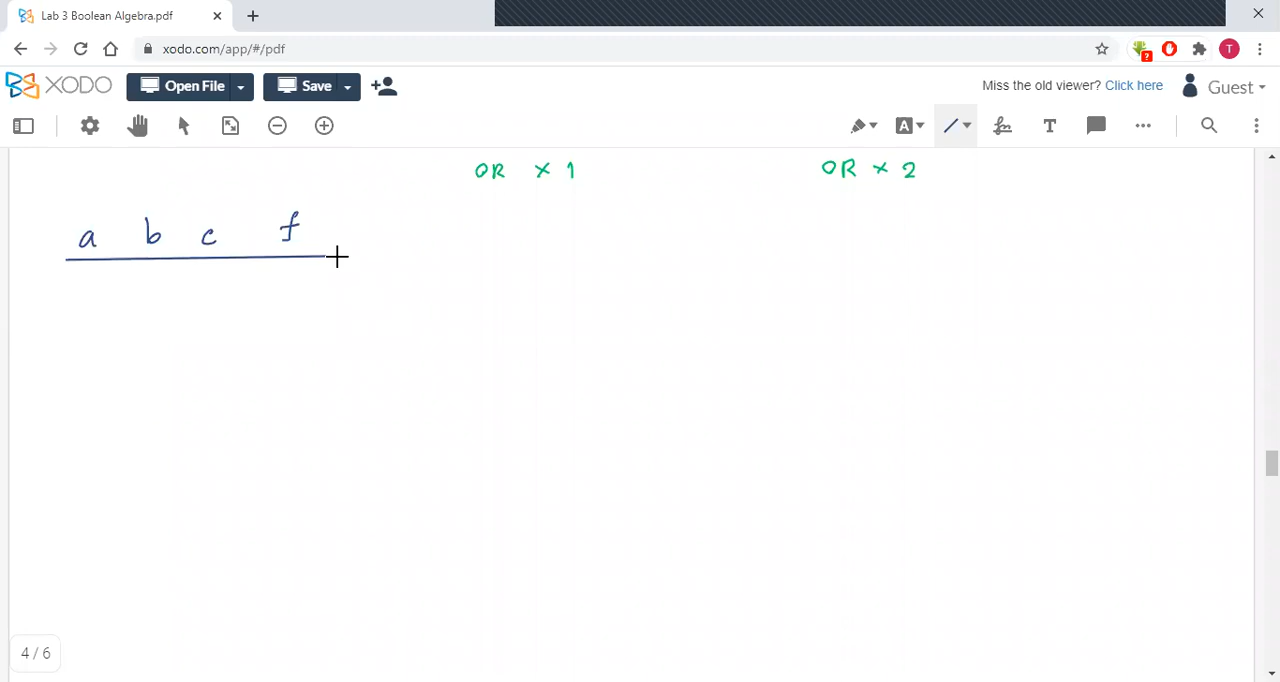 Lab 3 Boolean Algebra.pdf
xodo.com/app/#/pdf
? T
XODO Open File Save Miss the old viewer? Click here Guest
A T
OR × 1 OR × 2
a b c f
4 / 6